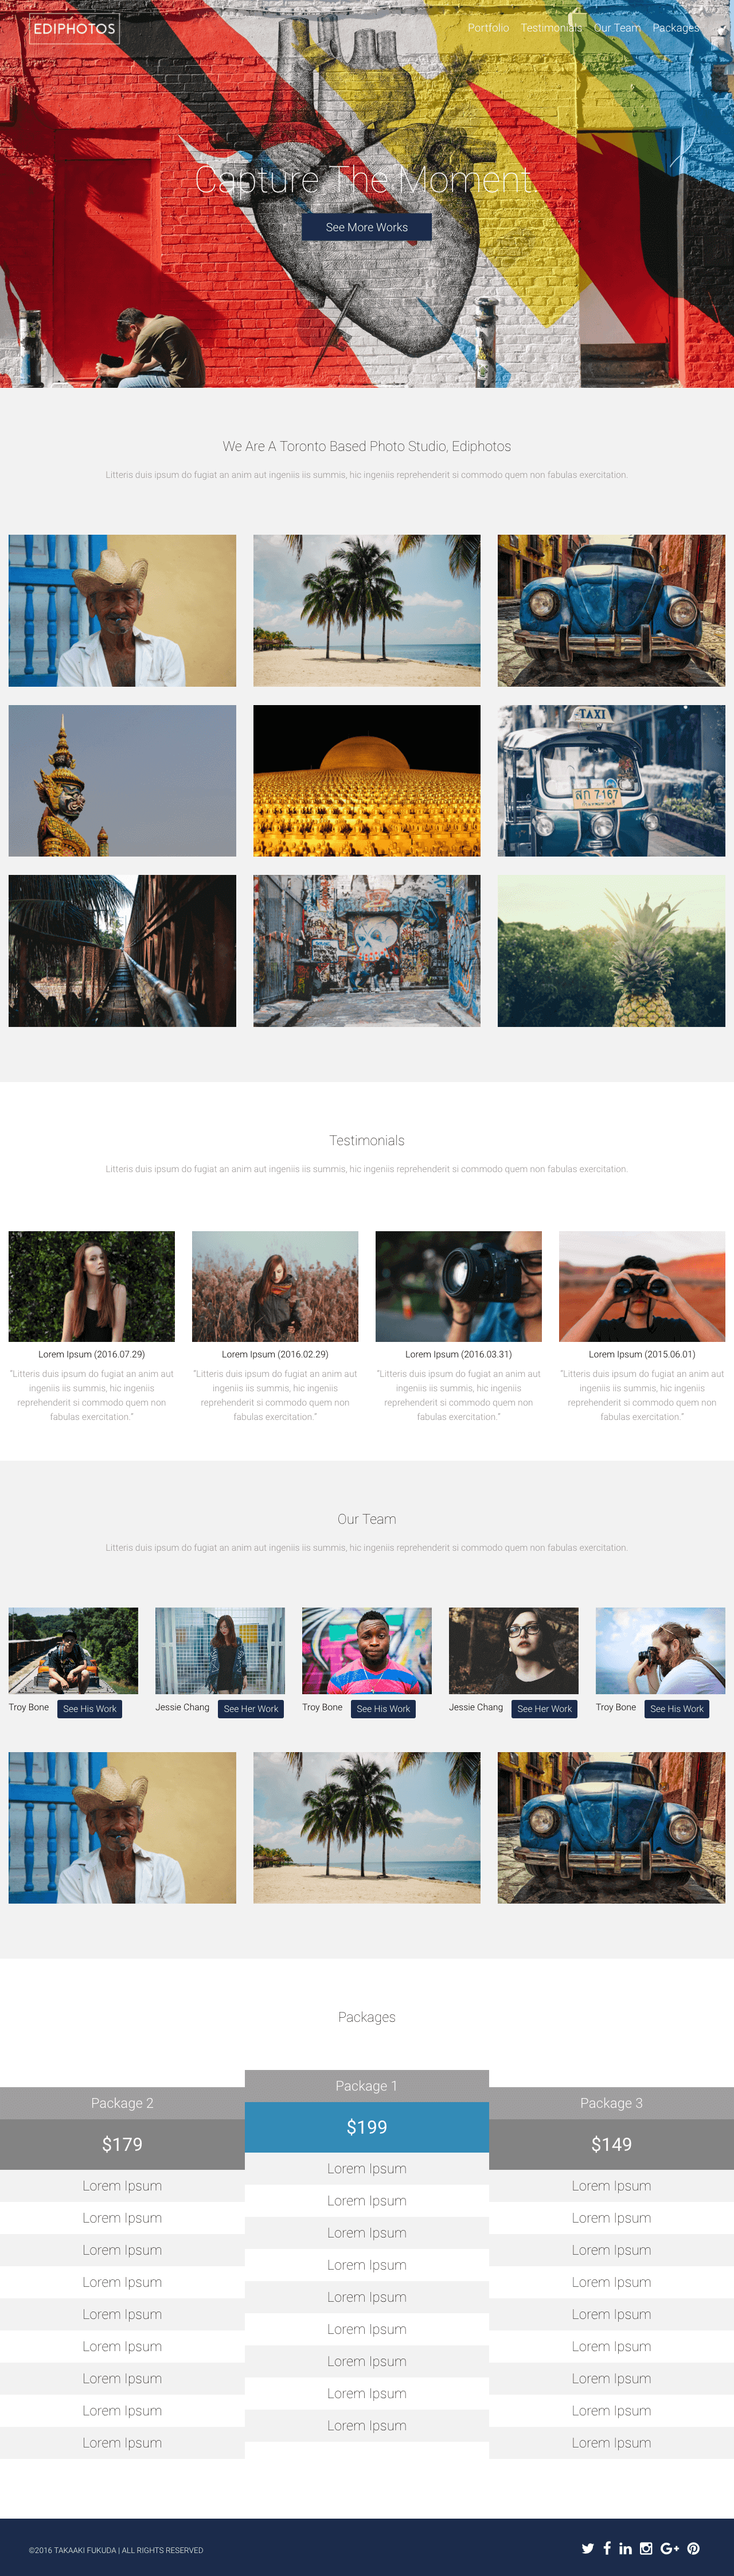 EDIPHOTOS
Portfolio Testimonials Our Team Packages
Capture The Moment.
See More Works
We Are A Toronto Based Photo Studio, Ediphotos
Litteris duis ipsum do fugiat an anim aut ingeniis iis summis, hic ingeniis reprehenderit si commodo quem non fabulas exercitation.
TAXI
7167
Testimonials
Litteris duis ipsum do fugiat an anim aut ingeniis iis summis, hic ingeniis reprehenderit si commodo quem non fabulas exercitation.
Lorem Ipsum (2016.07.29)
"Litteris duis ipsum do fugiat an anim aut
ingeniis iis summis, hic ingeniis
reprehenderit si commodo quem non
fabulas exercitation."
Lorem Ipsum (2016.02.29)
"Litteris duis ipsum do fugiat an anim aut
ingeniis iis summis, hic ingeniis
reprehenderit si commodo quem non
fabulas exercitation."
Lorem Ipsum (2016.03.31)
"Litteris duis ipsum do fugiat an anim aut
ingeniis iis summis, hic ingeniis
reprehenderit si commodo quem non
fabulas exercitation."
Lorem Ipsum (2015.06.01)
"Litteris duis ipsum do fugiat an anim aut
ingeniis iis summis, hic ingeniis
reprehenderit si commodo quem non
fabulas exercitation."
Our Team
Litteris duis ipsum do fugiat an anim aut ingeniis iis summis, hic ingeniis reprehenderit si commodo quem non fabulas exercitation.
Troy Bone See His Work
Jessie Chang See Her Work
Troy Bone See His Work
Jessie Chang See Her Work
Troy Bone See His Work
Packages
Package 2
$179
Lorem Ipsum
Lorem Ipsum
Lorem Ipsum
Lorem Ipsum
Lorem Ipsum
Lorem Ipsum
Lorem Ipsum
Lorem Ipsum
Lorem Ipsum
Package 1
$199
Lorem Ipsum
Lorem Ipsum
Lorem Ipsum
Lorem Ipsum
Lorem Ipsum
Lorem Ipsum
Lorem Ipsum
Lorem Ipsum
Lorem Ipsum
Package 3
$149
Lorem Ipsum
Lorem Ipsum
Lorem Ipsum
Lorem Ipsum
Lorem Ipsum
Lorem Ipsum
Lorem Ipsum
Lorem Ipsum
Lorem Ipsum
©2016 TAKAAKI FUKUDA | ALL RIGHTS RESERVED